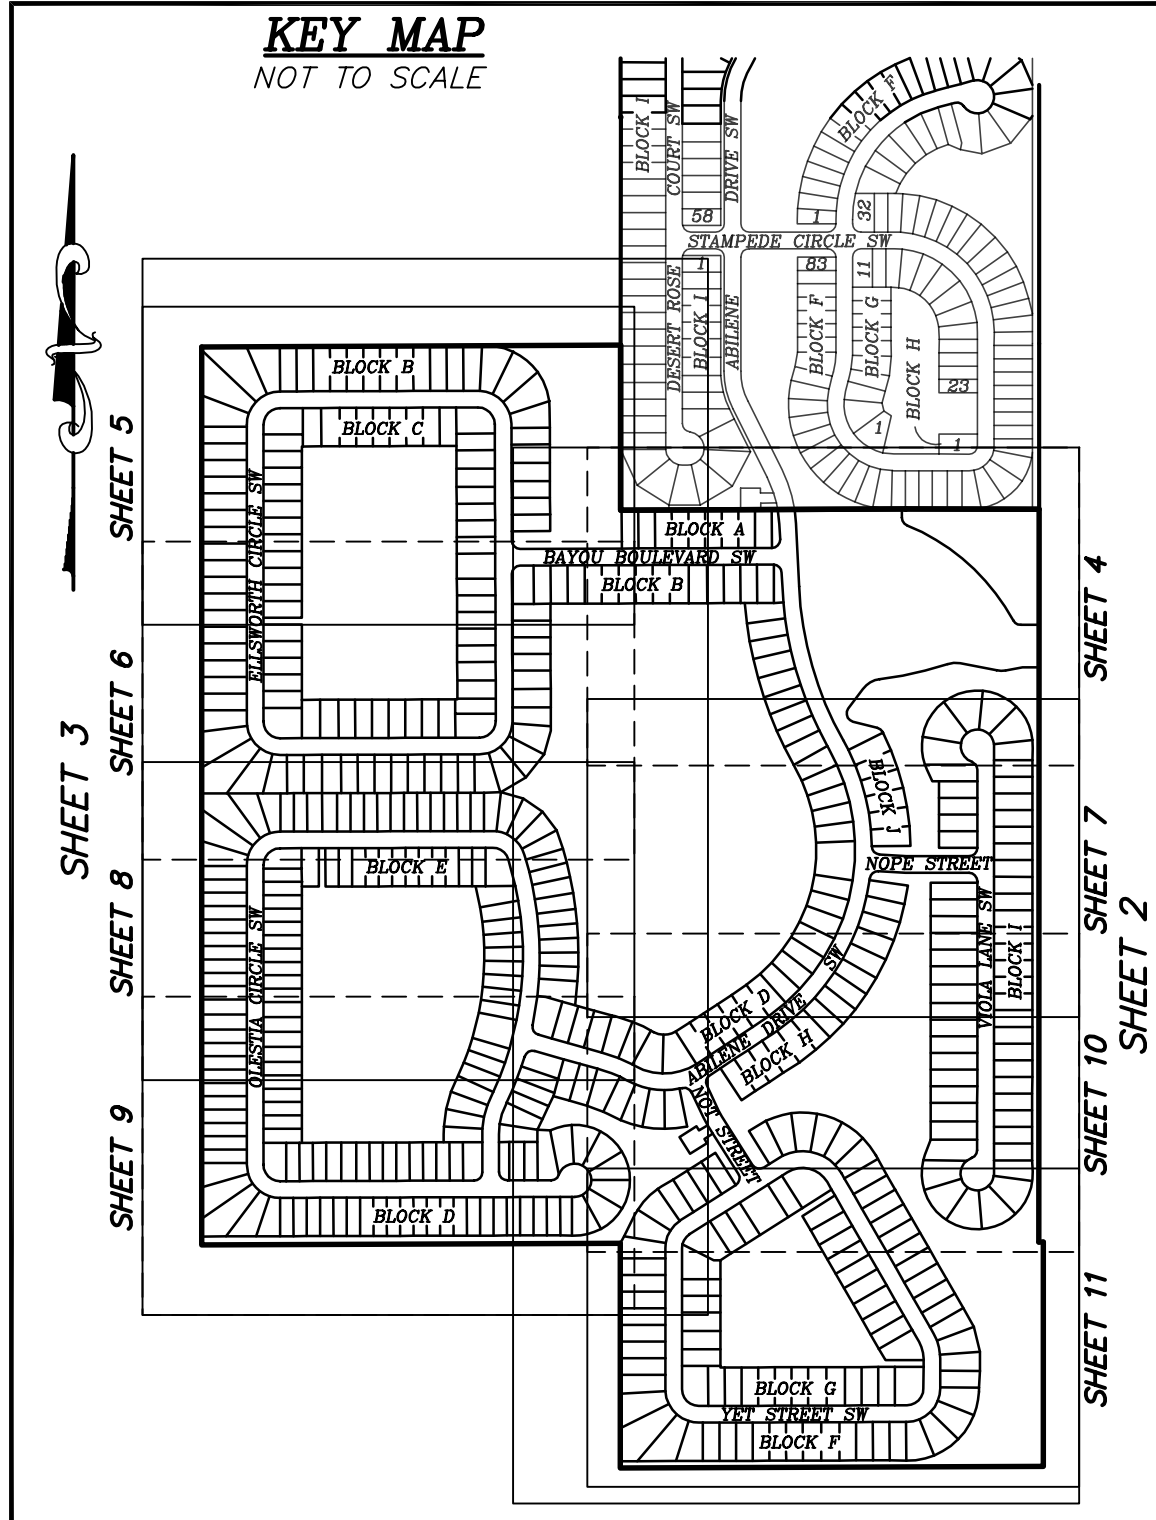 KEY MAP
NOT TO SCALE
BLOCK I
COURT SW
DRIVE SW
BLOCK F
58
1
32
STAMPEDE CIRCLE SW
1
83
11
DESERT ROSE
BLOCK I
ABILENE
BLOCK F
BLOCK G
BLOCK H
23
1
1
BLOCK B
BLOCK C
SHEET 5
ELLSWORTH CIRCLE SW
BLOCK A
BAYOU BOULEVARD SW
BLOCK B
SHEET 4
SHEET 6
SHEET 3
BLOCK J
SHEET 7
NOPE STREET
BLOCK E
SHEET 8
OLESTIA CIRCLE SW
VIOLA LANE SW
BLOCK I
SHEET 2
BLOCK D
ABILENE DRIVE SW
BLOCK H
NOT STREET
SHEET 10
SHEET 9
BLOCK D
SHEET 11
BLOCK G
YET STREET SW
BLOCK F